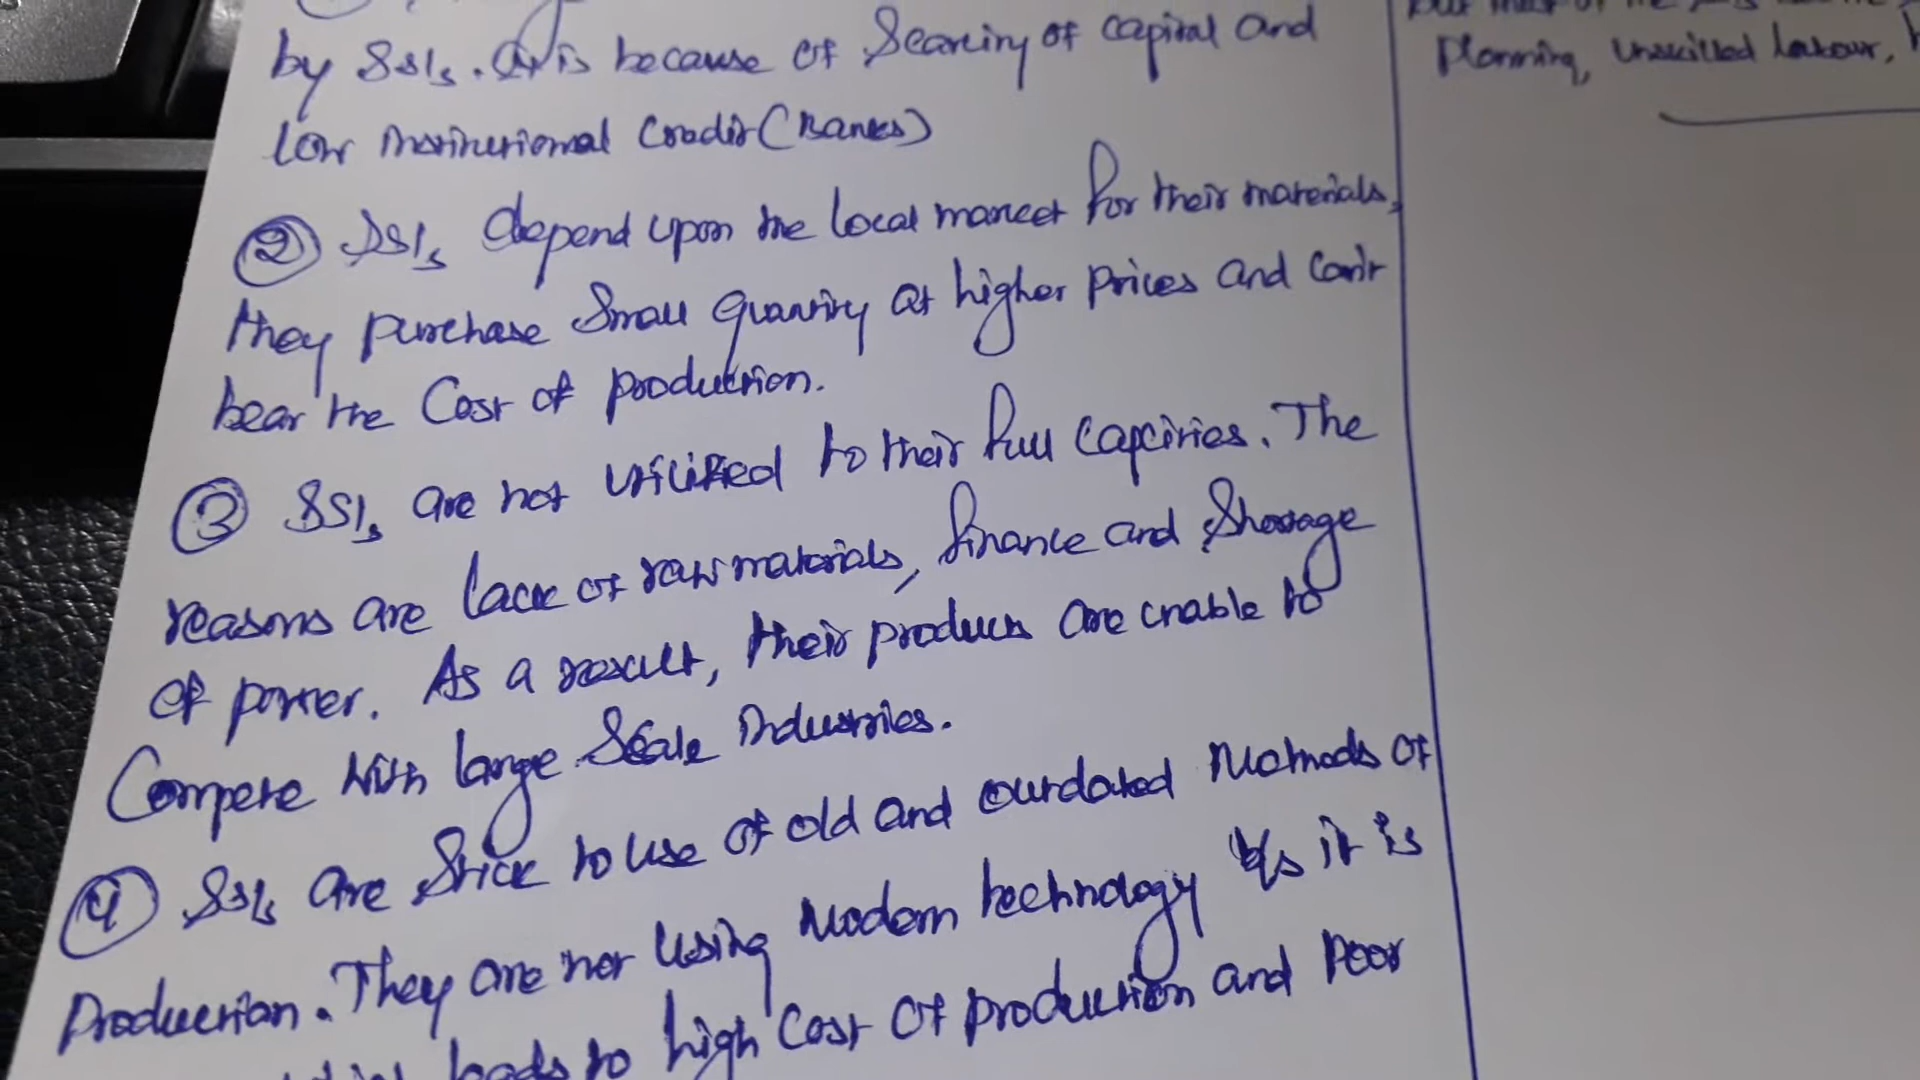 by SSIs. It is because of Scarcity of capital and
low institutional Credit (Banks)
② SSIs depend upon the local market for their materials,
they purchase Small quantity at higher prices and can't
bear the Cost of production.
③ SSIs are not utilized to their full capcities. The
reasons are lack of raw materials, finance and Shortage
of power. As a result, their products are unable to
Compete with large Scale industries.
④ SSIs are Stick to use of old and outdated Methods of
Production. They are not using Modern technology b/s it is
leads to high Cost of production and Poor
Planning, unskilled labour,